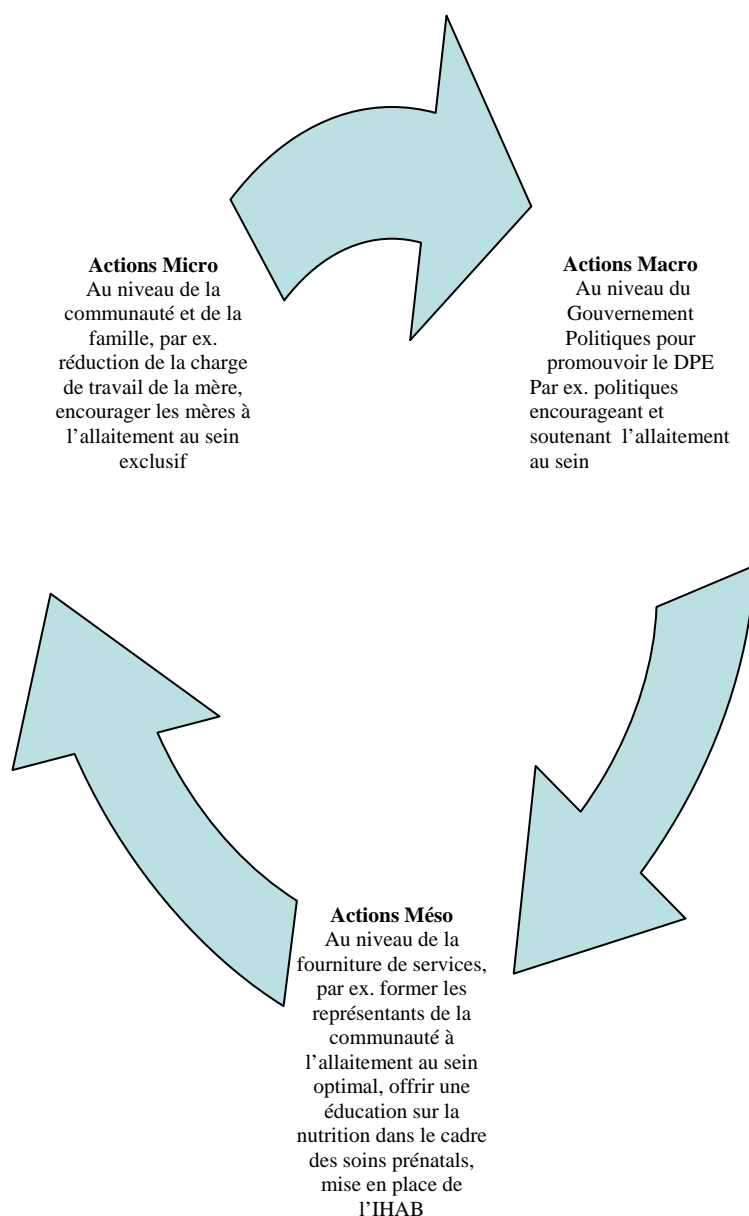 Actions Micro
Au niveau de la
communauté et de la
famille, par ex.
réduction de la charge
de travail de la mère,
encourager les mères à
l’allaitement au sein
exclusif
Actions Macro
Au niveau du
Gouvernement
Politiques pour
promouvoir le DPE
Par ex. politiques
encourageant et
soutenant l’allaitement
au sein
Actions Méso
Au niveau de la
fourniture de services,
par ex. former les
représentants de la
communauté à
l’allaitement au sein
optimal, offrir une
éducation sur la
nutrition dans le cadre
des soins prénatals,
mise en place de
l’IHAB